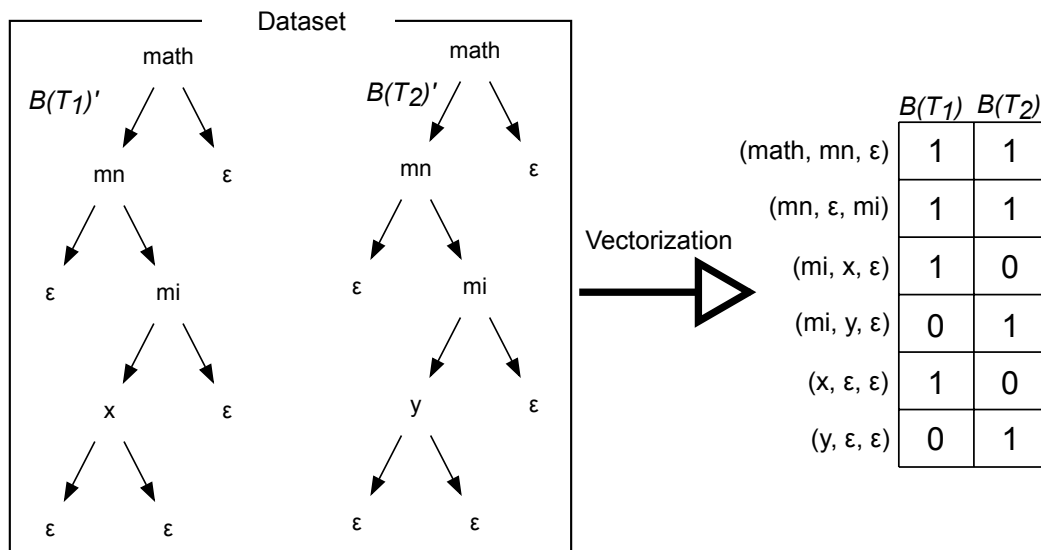 Dataset
math
math
B(T1)'
B(T2)'
mn
ε
mn
ε
ε
mi
ε
mi
x
ε
y
ε
ε
ε
ε
ε
Vectorization
B(T1) B(T2)
(math, mn, ε) 1 1
(mn, ε, mi) 1 1
(mi, x, ε) 1 0
(mi, y, ε) 0 1
(x, ε, ε) 1 0
(y, ε, ε) 0 1